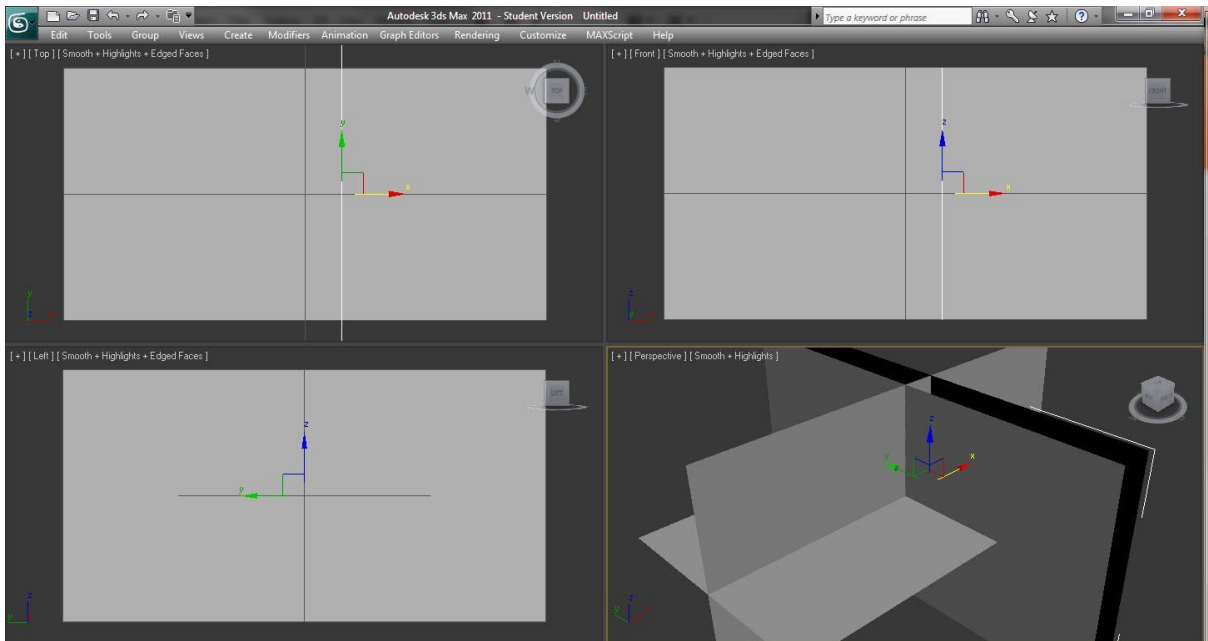 Autodesk 3ds Max 2011 - Student Version Untitled
Type a keyword or phrase
Edit Tools Group Views Create Modifiers Animation Graph Editors Rendering Customize MAXScript Help
[ + ] [ Top ] [ Smooth + Highlights + Edged Faces ]
N
W
TOP
y
x
y
[ + ] [ Front ] [ Smooth + Highlights + Edged Faces ]
FRONT
z
x
z
y
[ + ] [ Left ] [ Smooth + Highlights + Edged Faces ]
LEFT
z
y
z
y
[ + ] [ Perspective ] [ Smooth + Highlights ]
z
y
x
z
y